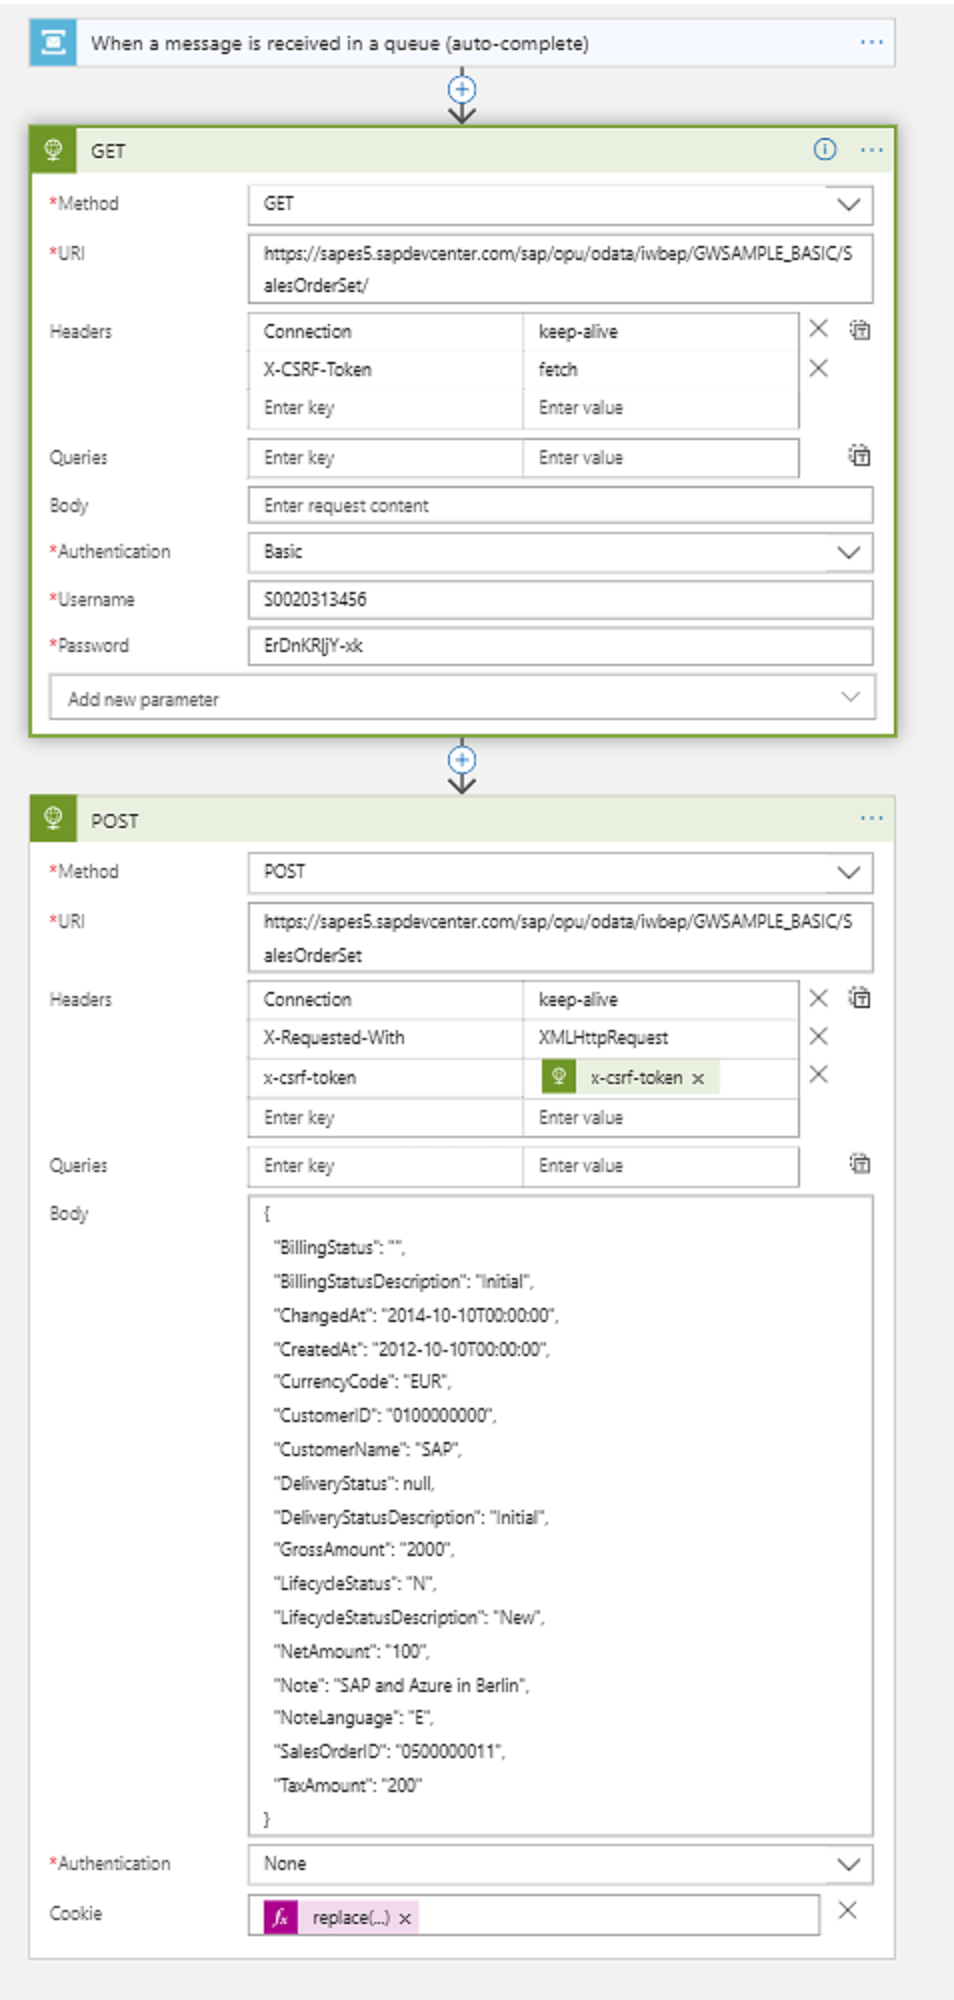 When a message is received in a queue (auto-complete)
GET
*Method
GET
*URI
https://sapes5.sapdevcenter.com/sap/opu/odata/iwbep/GWSAMPLE_BASIC/S
alesOrderSet/
Headers
Connection keep-alive
X-CSRF-Token fetch
Enter key Enter value
Queries Enter key Enter value
Body Enter request content
*Authentication Basic
*Username S0020313456
*Password
Add new parameter
POST
*Method POST
*URI
https://sapes5.sapdevcenter.com/sap/opu/odata/iwbep/GWSAMPLE_BASIC/S
alesOrderSet
Headers
Connection keep-alive
X-Requested-With XMLHttpRequest
x-csrf-token x-csrf-token
Enter key Enter value
Queries Enter key Enter value
Body
{
"BillingStatus": "",
"BillingStatusDescription": "Initial",
"ChangedAt": "2014-10-10T00:00:00",
"CreatedAt": "2012-10-10T00:00:00",
"CurrencyCode": "EUR",
"CustomerID": "0100000000",
"CustomerName": "SAP",
"DeliveryStatus": null,
"DeliveryStatusDescription": "Initial",
"GrossAmount": "2000",
"LifecycleStatus": "N",
"LifecycleStatusDescription": "New",
"NetAmount": "100",
"Note": "SAP and Azure in Berlin",
"NoteLanguage": "E",
"SalesOrderID": "0500000011",
"TaxAmount": "200"
}
*Authentication None
Cookie fx replace(...)